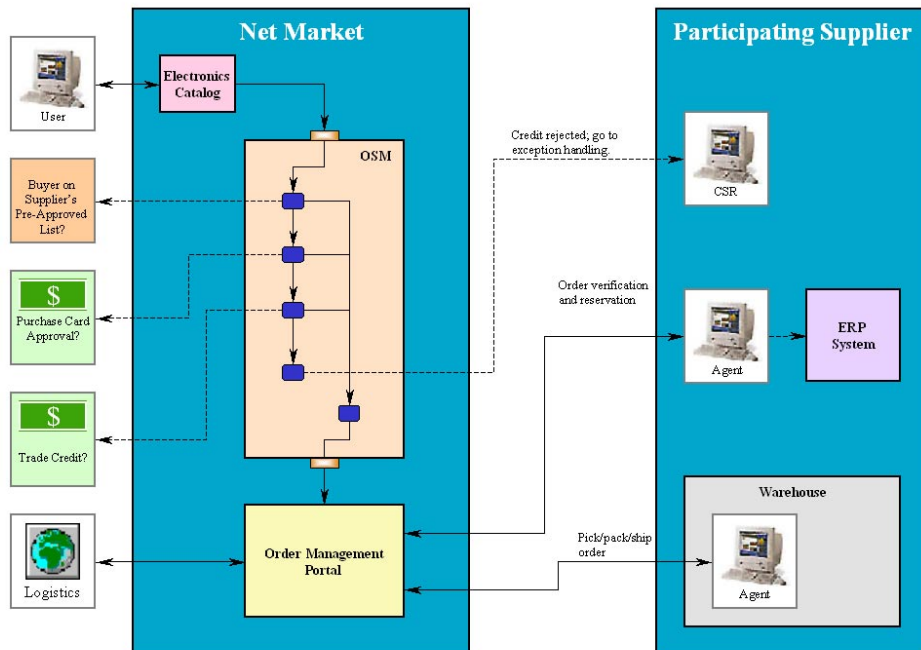 Net Market
Participating Supplier
User
Electronics
Catalog
OSM
Credit rejected; go to
exception handling.
CSR
Buyer on
Supplier's
Pre-Approved
List?
$
Purchase Card
Approval?
Order verification
and reservation
Agent
ERP
System
$
Trade Credit?
Warehouse
Logistics
Order Management
Portal
Pick/pack/ship
order
Agent